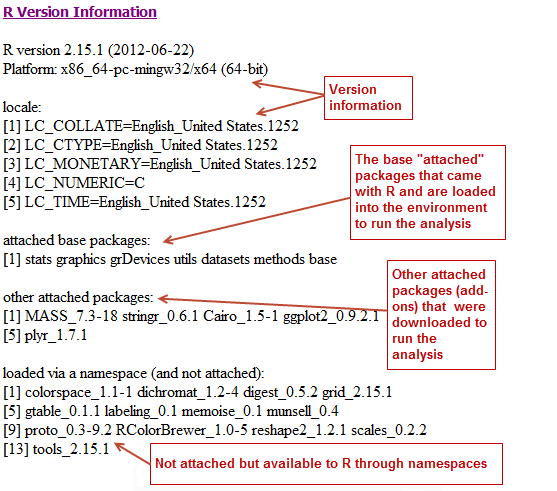 R Version Information
R version 2.15.1 (2012-06-22)
Platform: x86_64-pc-mingw32/x64 (64-bit)
Version
information
locale:
[1] LC_COLLATE=English_United States.1252
[2] LC_CTYPE=English_United States.1252
[3] LC_MONETARY=English_United States.1252
[4] LC_NUMERIC=C
[5] LC_TIME=English_United States.1252
The base "attached"
packages that came
with R and are loaded
into the environment
to run the analysis
attached base packages:
[1] stats graphics grDevices utils datasets methods base
Other attached
packages (add-
ons) that were
downloaded to
run the
analysis
other attached packages:
[1] MASS_7.3-18 stringr_0.6.1 Cairo_1.5-1 ggplot2_0.9.2.1
[5] plyr_1.7.1
loaded via a namespace (and not attached):
[1] colorspace_1.1-1 dichromat_1.2-4 digest_0.5.2 grid_2.15.1
[5] gtable_0.1.1 labeling_0.1 memoise_0.1 munsell_0.4
[9] proto_0.3-9.2 RColorBrewer_1.0-5 reshape2_1.2.1 scales_0.2.2
[13] tools_2.15.1
Not attached but available to R through namespaces